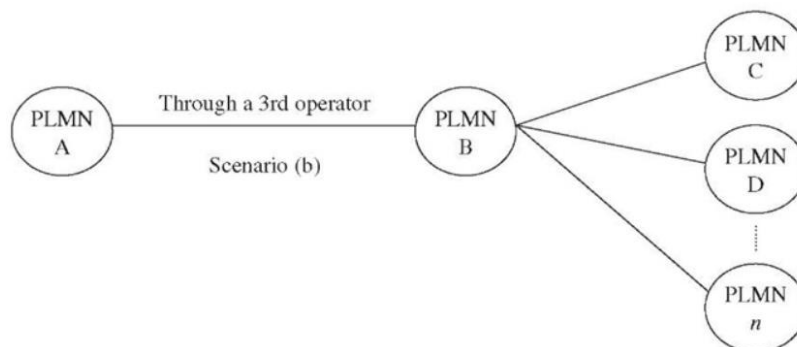 PLMN
A
Through a 3rd operator
Scenario (b)
PLMN
B
PLMN
C
PLMN
D
PLMN
n